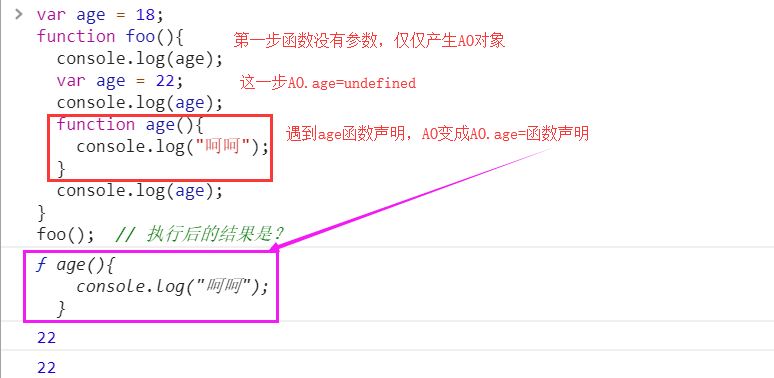 > var age = 18;
function foo(){ 第一步函数没有参数，仅仅产生AO对象
console.log(age);
var age = 22; 这一步AO.age=undefined
console.log(age);
function age(){ 遇到age函数声明，AO变成AO.age=函数声明
console.log("呵呵");
}
console.log(age);
}
foo(); // 执行后的结果是？
ƒ age(){
console.log("呵呵");
}
22
22